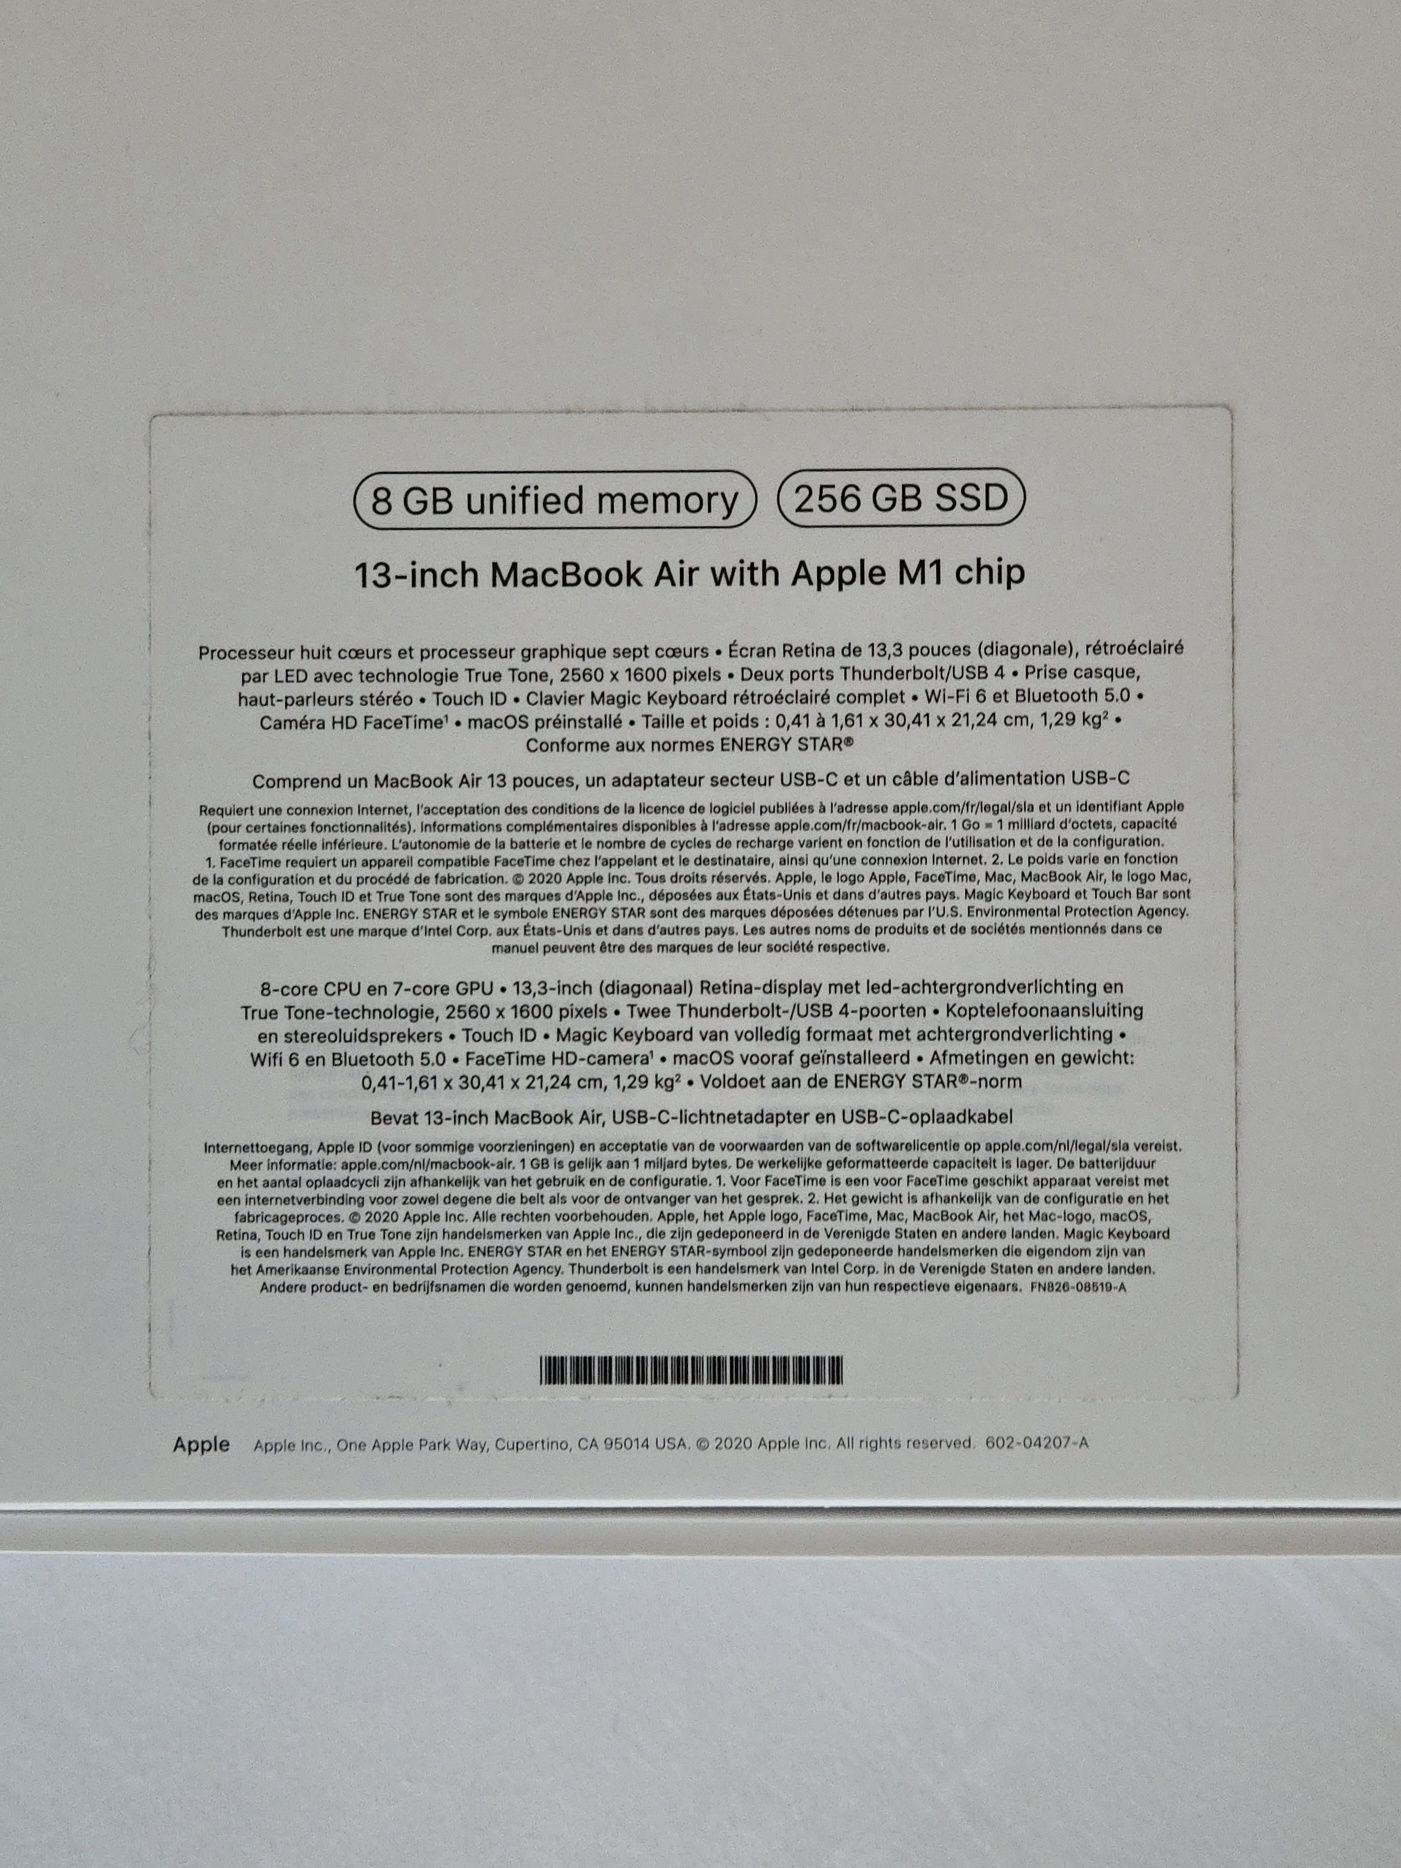 8 GB unified memory 256 GB SSD
13-inch MacBook Air with Apple M1 chip
Processeur huit cœurs et processeur graphique sept cœurs • Écran Retina de 13,3 pouces (diagonale), rétroéclairé
par LED avec technologie True Tone, 2560 x 1600 pixels • Deux ports Thunderbolt/USB 4 • Prise casque,
haut-parleurs stéréo • Touch ID • Clavier Magic Keyboard rétroéclairé complet • Wi-Fi 6 et Bluetooth 5.0 •
Caméra HD FaceTime¹ • macOS préinstallé • Taille et poids : 0,41 à 1,61 x 30,41 x 21,24 cm, 1,29 kg² •
Conforme aux normes ENERGY STAR®
Comprend un MacBook Air 13 pouces, un adaptateur secteur USB-C et un câble d'alimentation USB-C
Requiert une connexion Internet, l'acceptation des conditions de la licence de logiciel publiées à l'adresse apple.com/fr/legal/sla et un identifiant Apple
(pour certaines fonctionnalités). Informations complémentaires disponibles à l'adresse apple.com/fr/macbook-air. 1 Go = 1 milliard d'octets, capacité
formatée réelle inférieure. L'autonomie de la batterie et le nombre de cycles de recharge varient en fonction de l'utilisation et de la configuration.
1. FaceTime requiert un appareil compatible FaceTime chez l'appelant et le destinataire, ainsi qu'une connexion Internet. 2. Le poids varie en fonction
de la configuration et du procédé de fabrication. © 2020 Apple Inc. Tous droits réservés. Apple, le logo Apple, FaceTime, Mac, MacBook Air, le logo Mac,
macOS, Retina, Touch ID et True Tone sont des marques d'Apple Inc., déposées aux États-Unis et dans d'autres pays. Magic Keyboard et Touch Bar sont
des marques d'Apple Inc. ENERGY STAR et le symbole ENERGY STAR sont des marques déposées détenues par l'U.S. Environmental Protection Agency.
Thunderbolt est une marque d'Intel Corp. aux États-Unis et dans d'autres pays. Les autres noms de produits et de sociétés mentionnés dans ce
manuel peuvent être des marques de leur société respective.
8-core CPU en 7-core GPU • 13,3-inch (diagonaal) Retina-display met led-achtergrondverlichting en
True Tone-technologie, 2560 x 1600 pixels • Twee Thunderbolt-/USB 4-poorten • Koptelefoonaansluiting
en stereoluidsprekers • Touch ID • Magic Keyboard van volledig formaat met achtergrondverlichting •
Wifi 6 en Bluetooth 5.0 • FaceTime HD-camera¹ • macOS vooraf geïnstalleerd • Afmetingen en gewicht:
0,41-1,61 x 30,41 x 21,24 cm, 1,29 kg² • Voldoet aan de ENERGY STAR®-norm
Bevat 13-inch MacBook Air, USB-C-lichtnetadapter en USB-C-oplaadkabel
Internettoegang, Apple ID (voor sommige voorzieningen) en acceptatie van de voorwaarden van de softwarelicentie op apple.com/nl/legal/sla vereist.
Meer informatie: apple.com/nl/macbook-air. 1 GB is gelijk aan 1 miljard bytes. De werkelijke geformatteerde capaciteit is lager. De batterijduur
en het aantal oplaadcycli zijn afhankelijk van het gebruik en de configuratie. 1. Voor FaceTime is een voor FaceTime geschikt apparaat vereist met
een internetverbinding voor zowel degene die belt als voor de ontvanger van het gesprek. 2. Het gewicht is afhankelijk van de configuratie en het
fabricageproces. © 2020 Apple Inc. Alle rechten voorbehouden. Apple, het Apple logo, FaceTime, Mac, MacBook Air, het Mac-logo, macOS,
Retina, Touch ID en True Tone zijn handelsmerken van Apple Inc., die zijn gedeponeerd in de Verenigde Staten en andere landen. Magic Keyboard
is een handelsmerk van Apple Inc. ENERGY STAR en het ENERGY STAR-symbool zijn gedeponeerde handelsmerken die eigendom zijn van
het Amerikaanse Environmental Protection Agency. Thunderbolt is een handelsmerk van Intel Corp. in de Verenigde Staten en andere landen.
Andere product- en bedrijfsnamen die worden genoemd, kunnen handelsmerken zijn van hun respectieve eigenaars. FN826-08519-A
Apple Apple Inc., One Apple Park Way, Cupertino, CA 95014 USA. © 2020 Apple Inc. All rights reserved. 602-04207-A